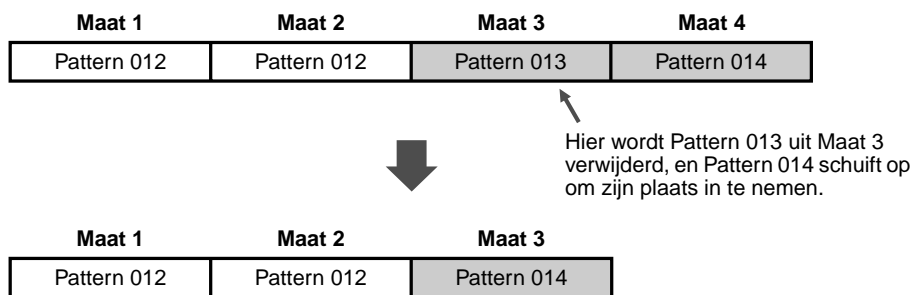 Maat 1 Maat 2 Maat 3 Maat 4
Pattern 012 Pattern 012 Pattern 013 Pattern 014
Hier wordt Pattern 013 uit Maat 3
verwijderd, en Pattern 014 schuift op
om zijn plaats in te nemen.
Maat 1 Maat 2 Maat 3
Pattern 012 Pattern 012 Pattern 014